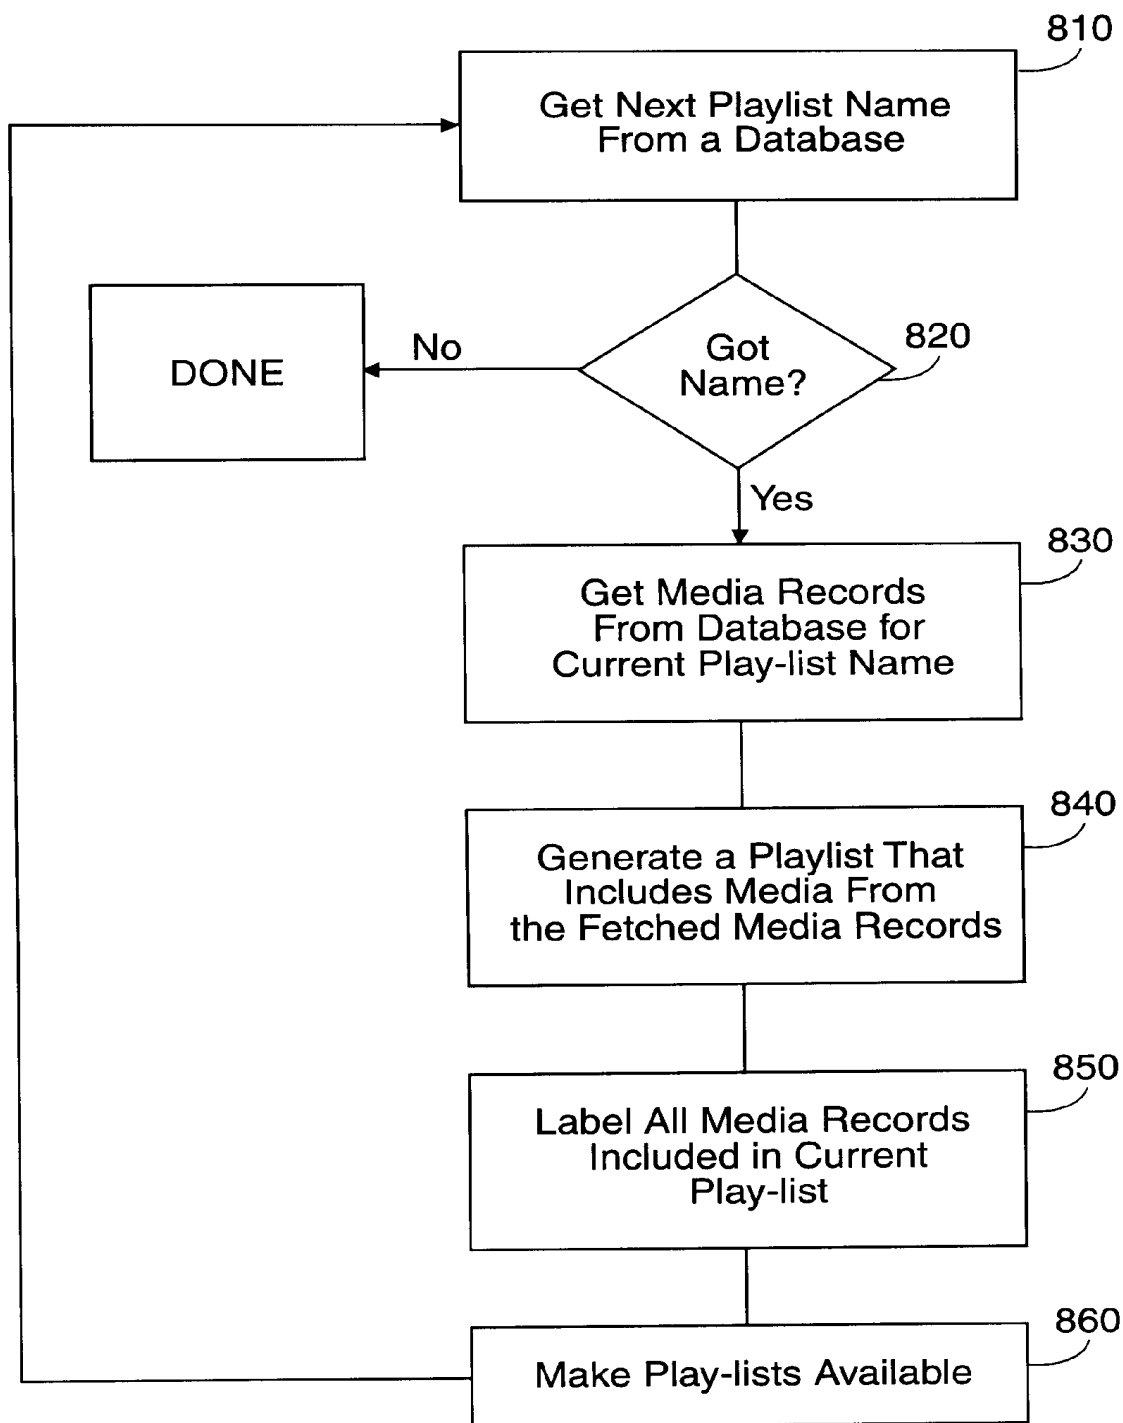 810
Get Next Playlist Name
From a Database
Got
Name?
820
No
DONE
Yes
830
Get Media Records
From Database for
Current Play-list Name
840
Generate a Playlist That
Includes Media From
the Fetched Media Records
850
Label All Media Records
Included in Current
Play-list
860
Make Play-lists Available